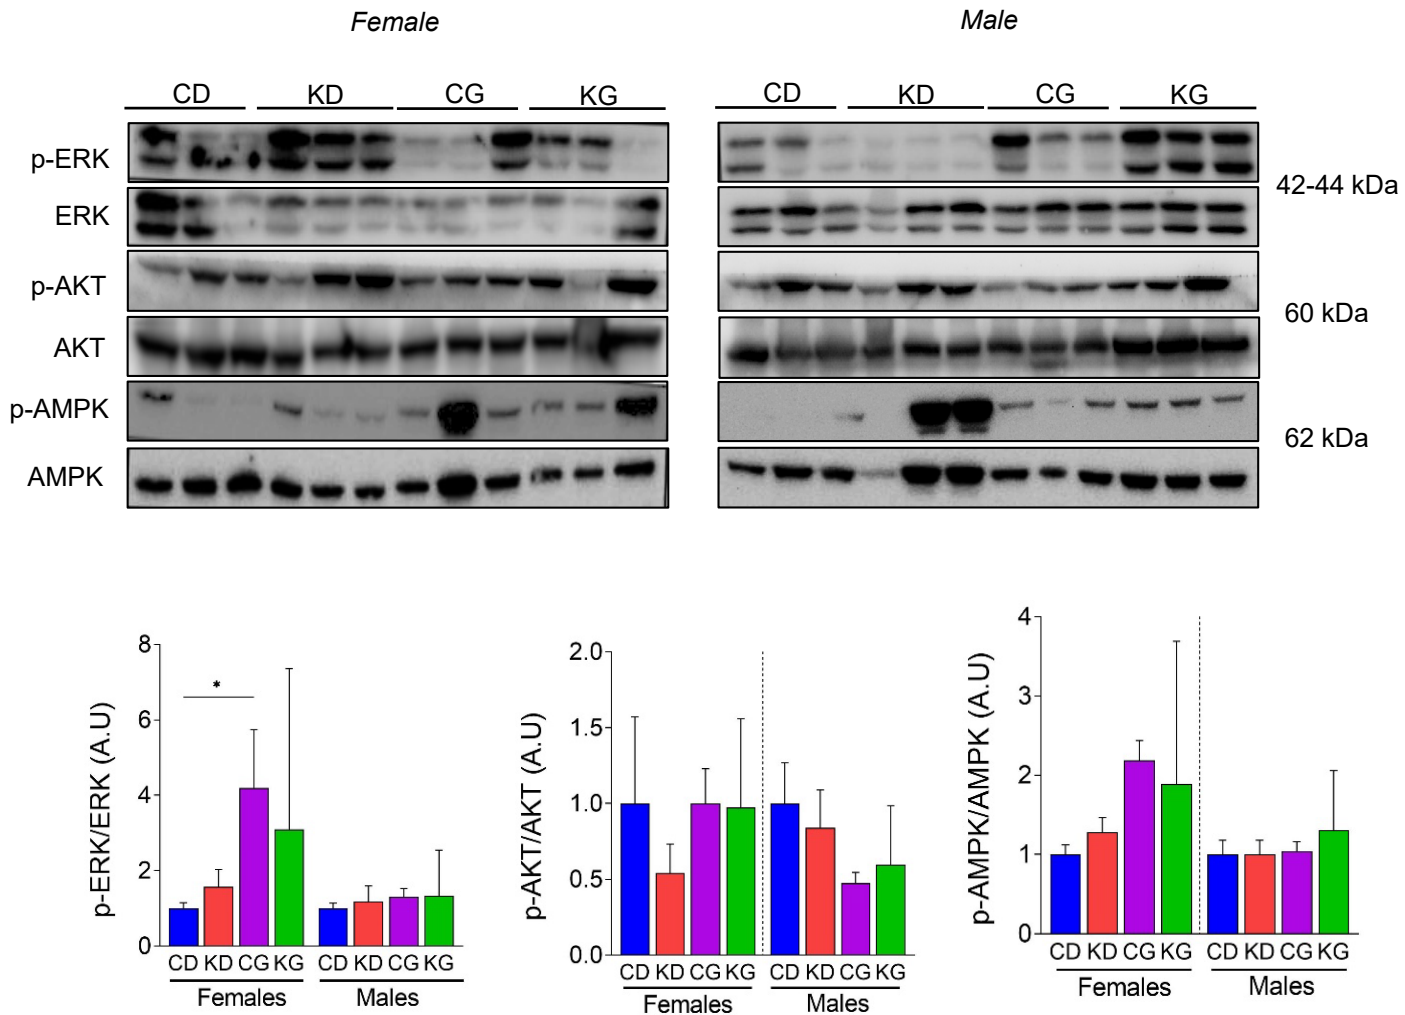 Female
Male
CD KD CG KG
CD KD CG KG
p-ERK
42-44 kDa
ERK
p-AKT
60 kDa
AKT
p-AMPK
62 kDa
AMPK
p-ERK/ERK (A.U)
8
6
4
2
0
*
CD KD CG KG CD KD CG KG
Females Males
p-AKT/AKT (A.U)
2.0
1.5
1.0
0.5
0.0
CD KD CG KG CD KD CG KG
Females Males
p-AMPK/AMPK (A.U)
4
3
2
1
0
CD KD CG KG CD KD CG KG
Females Males